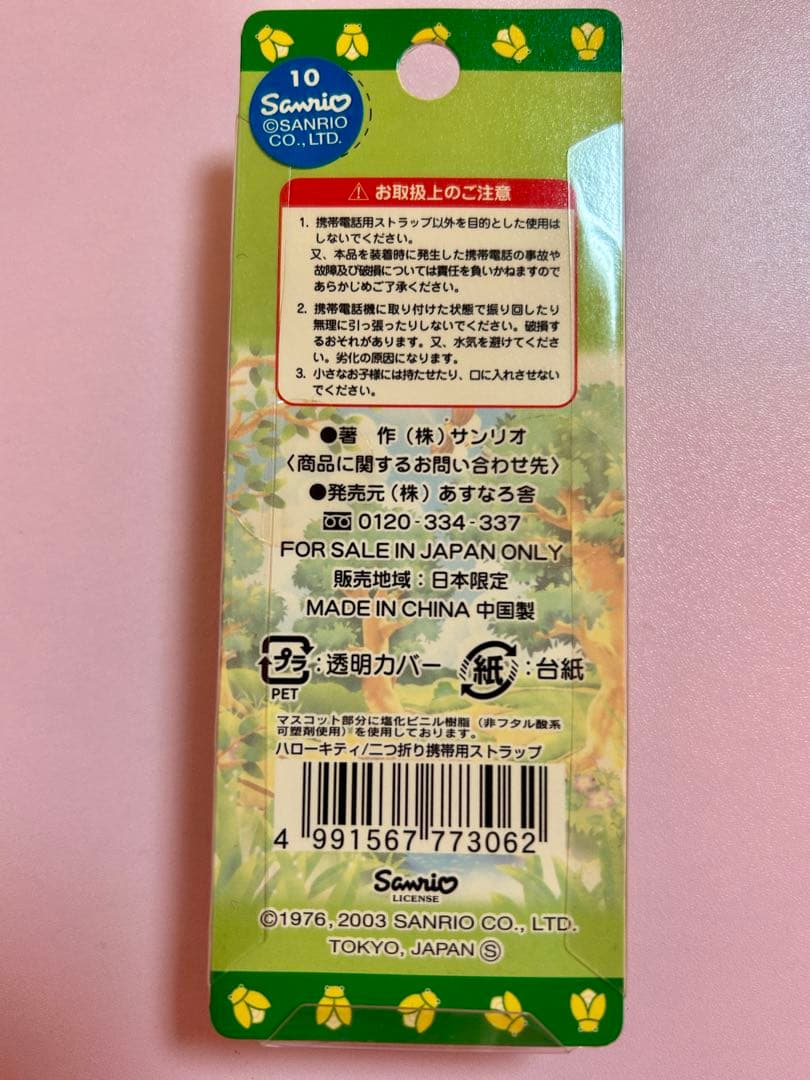 10
Sanrio
©SANRIO
CO., LTD.
⚠ お取扱上のご注意
1. 携帯電話用ストラップ以外を目的とした使用は
しないでください。
又、本品を装着時に発生した携帯電話の事故や
故障及び破損については責任を負いかねますので
あらかじめご了承ください。
2. 携帯電話機に取り付けた状態で振り回したり
無理に引っ張ったりしないでください。破損す
るおそれがあります。又、水気を避けてくださ
い。劣化の原因になります。
3. 小さなお子様には持たせたり、口に入れさせない
でください。
●著 作（株）サンリオ
〈商品に関するお問い合わせ先〉
●発売元（株）あすなろ舎
0120-334-337
FOR SALE IN JAPAN ONLY
販売地域：日本限定
MADE IN CHINA 中国製
プラ：透明カバー 紙：台紙
PET
マスコット部分に塩化ビニル樹脂（非フタル酸系
可塑剤使用）を使用しております。
ハローキティ/二つ折り携帯用ストラップ
4 991567 773062
Sanrio
LICENSE
©1976, 2003 SANRIO CO., LTD.
TOKYO, JAPAN Ⓢ